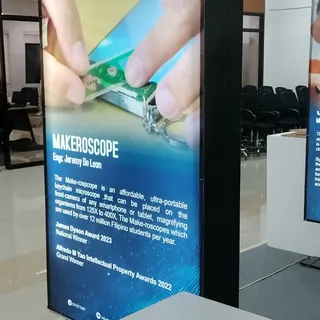 MAKEROSCOPE
Engr. Jeremy De Leon
The Make-roscope is an affordable, ultra-portable
keychain microscope that can be placed on the
front-camera of any smartphone or tablet, magnifying
organisms from 125X to 400X. The Make-roscopes which
are used by over 12 million Filipino students per year.
James Dyson Award 2023
National Winner
Alfredo M Yao Intellectual Property Awards 2022
Grand Winner